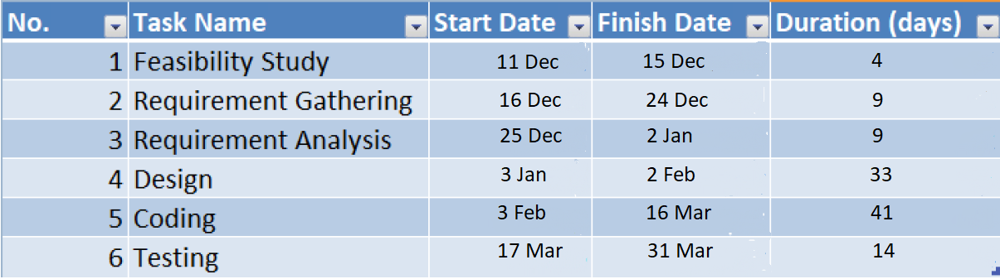 No. Task Name Start Date Finish Date Duration (days)
1 Feasibility Study 11 Dec 15 Dec 4
2 Requirement Gathering 16 Dec 24 Dec 9
3 Requirement Analysis 25 Dec 2 Jan 9
4 Design 3 Jan 2 Feb 33
5 Coding 3 Feb 16 Mar 41
6 Testing 17 Mar 31 Mar 14